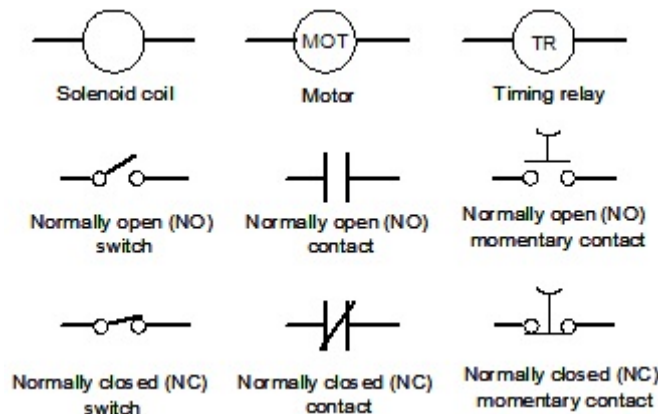 MOT
TR
Solenoid coil
Motor
Timing relay
Normally open (NO)
switch
Normally open (NO)
contact
Normally open (NO)
momentary contact
Normally closed (NC)
switch
Normally closed (NC)
contact
Normally closed (NC)
momentary contact